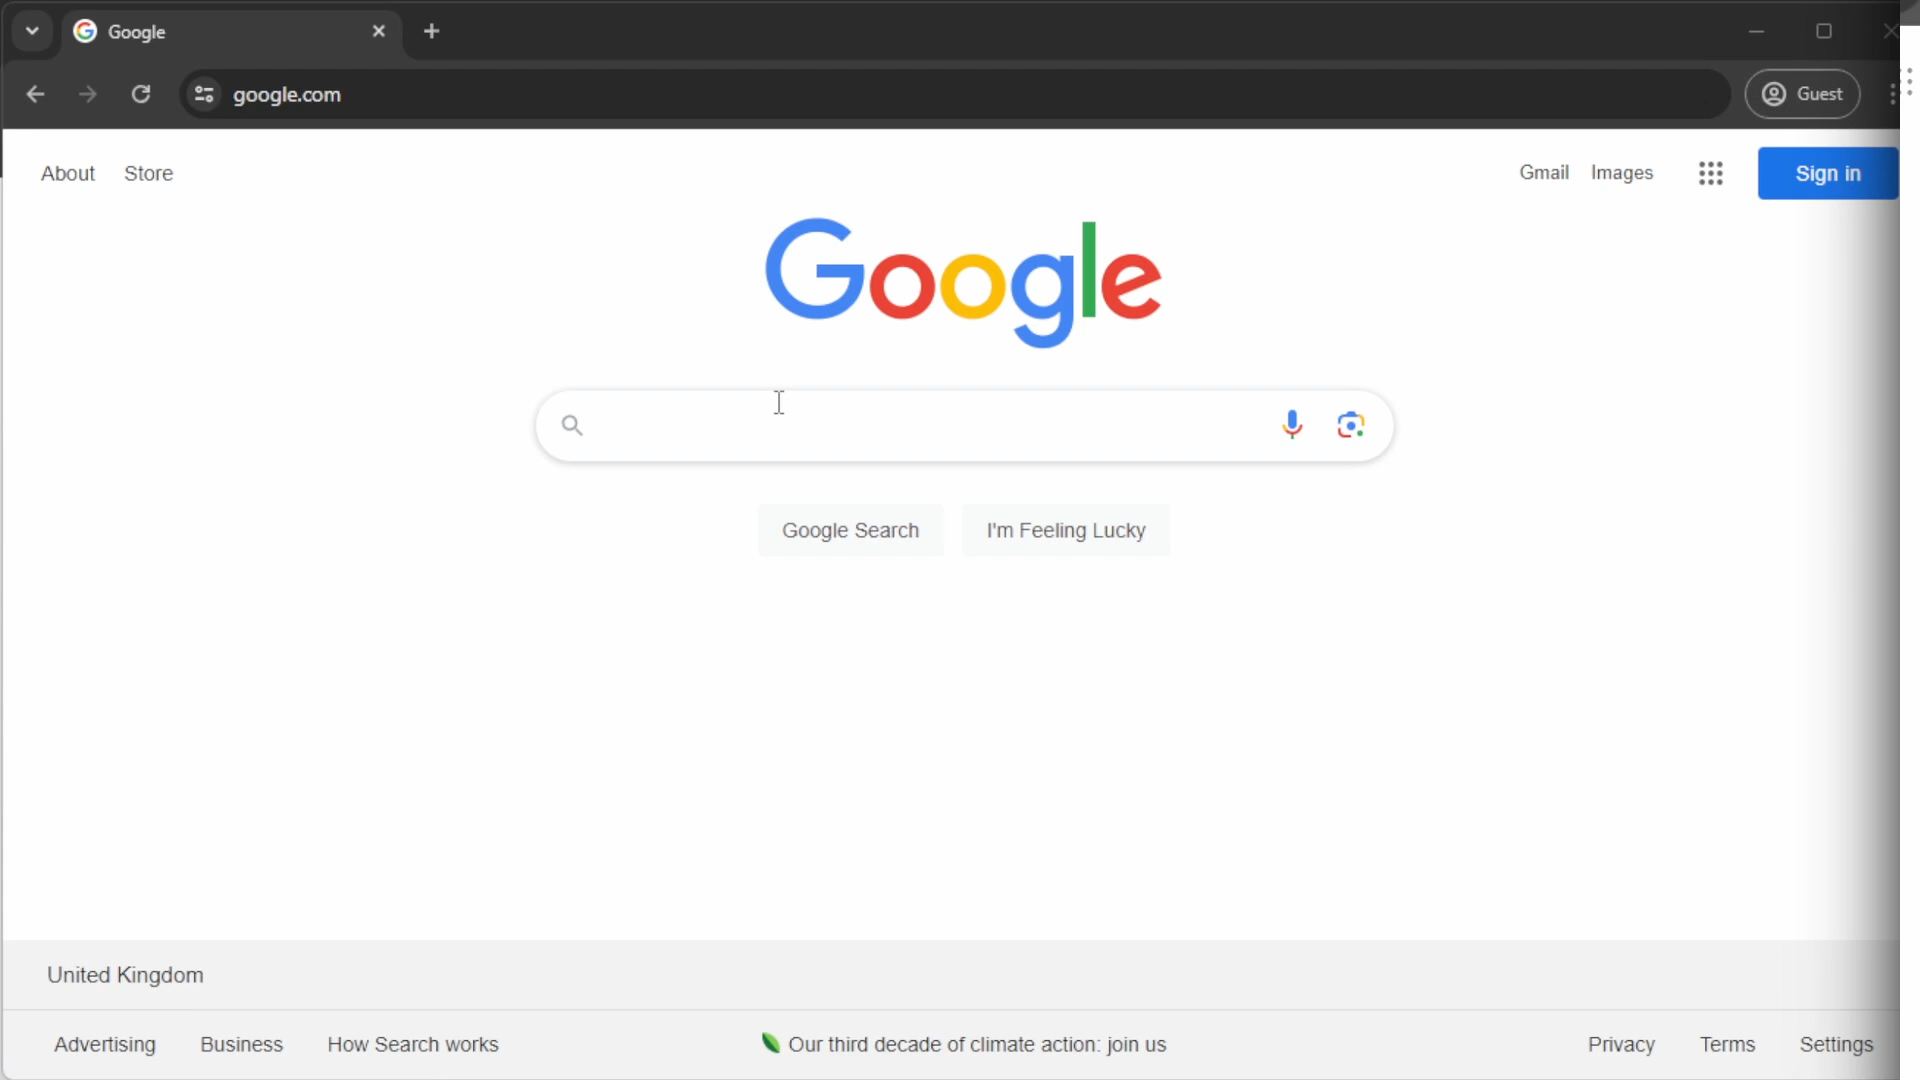 Google
google.com
Guest
About Store
Gmail Images
Sign in
Google
Google Search I'm Feeling Lucky
United Kingdom
Advertising Business How Search works Our third decade of climate action: join us Privacy Terms Settings